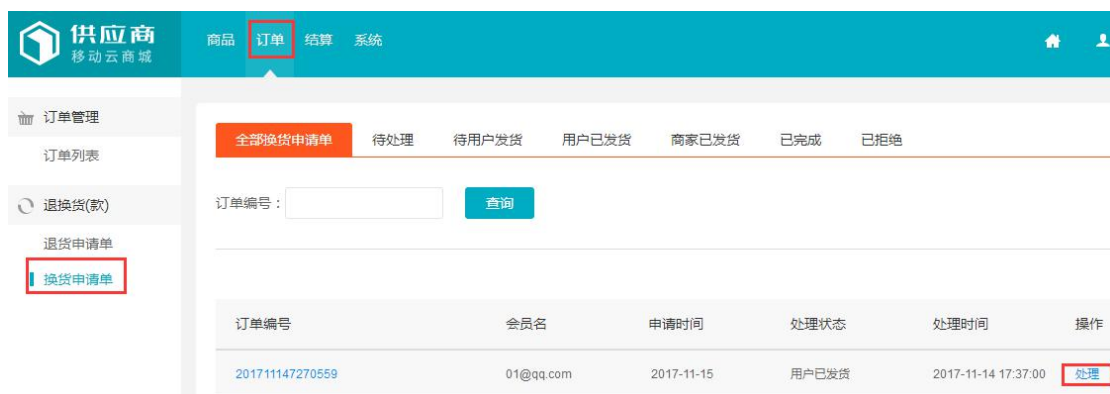 供应商
移动云商城
商品 订单 结算 系统
订单管理
订单列表
退换货(款)
退货申请单
换货申请单
全部换货申请单 待处理 待用户发货 用户已发货 商家已发货 已完成 已拒绝
订单编号： 查询
订单编号 会员名 申请时间 处理状态 处理时间 操作
201711147270559 01@qq.com 2017-11-15 用户已发货 2017-11-14 17:37:00 处理